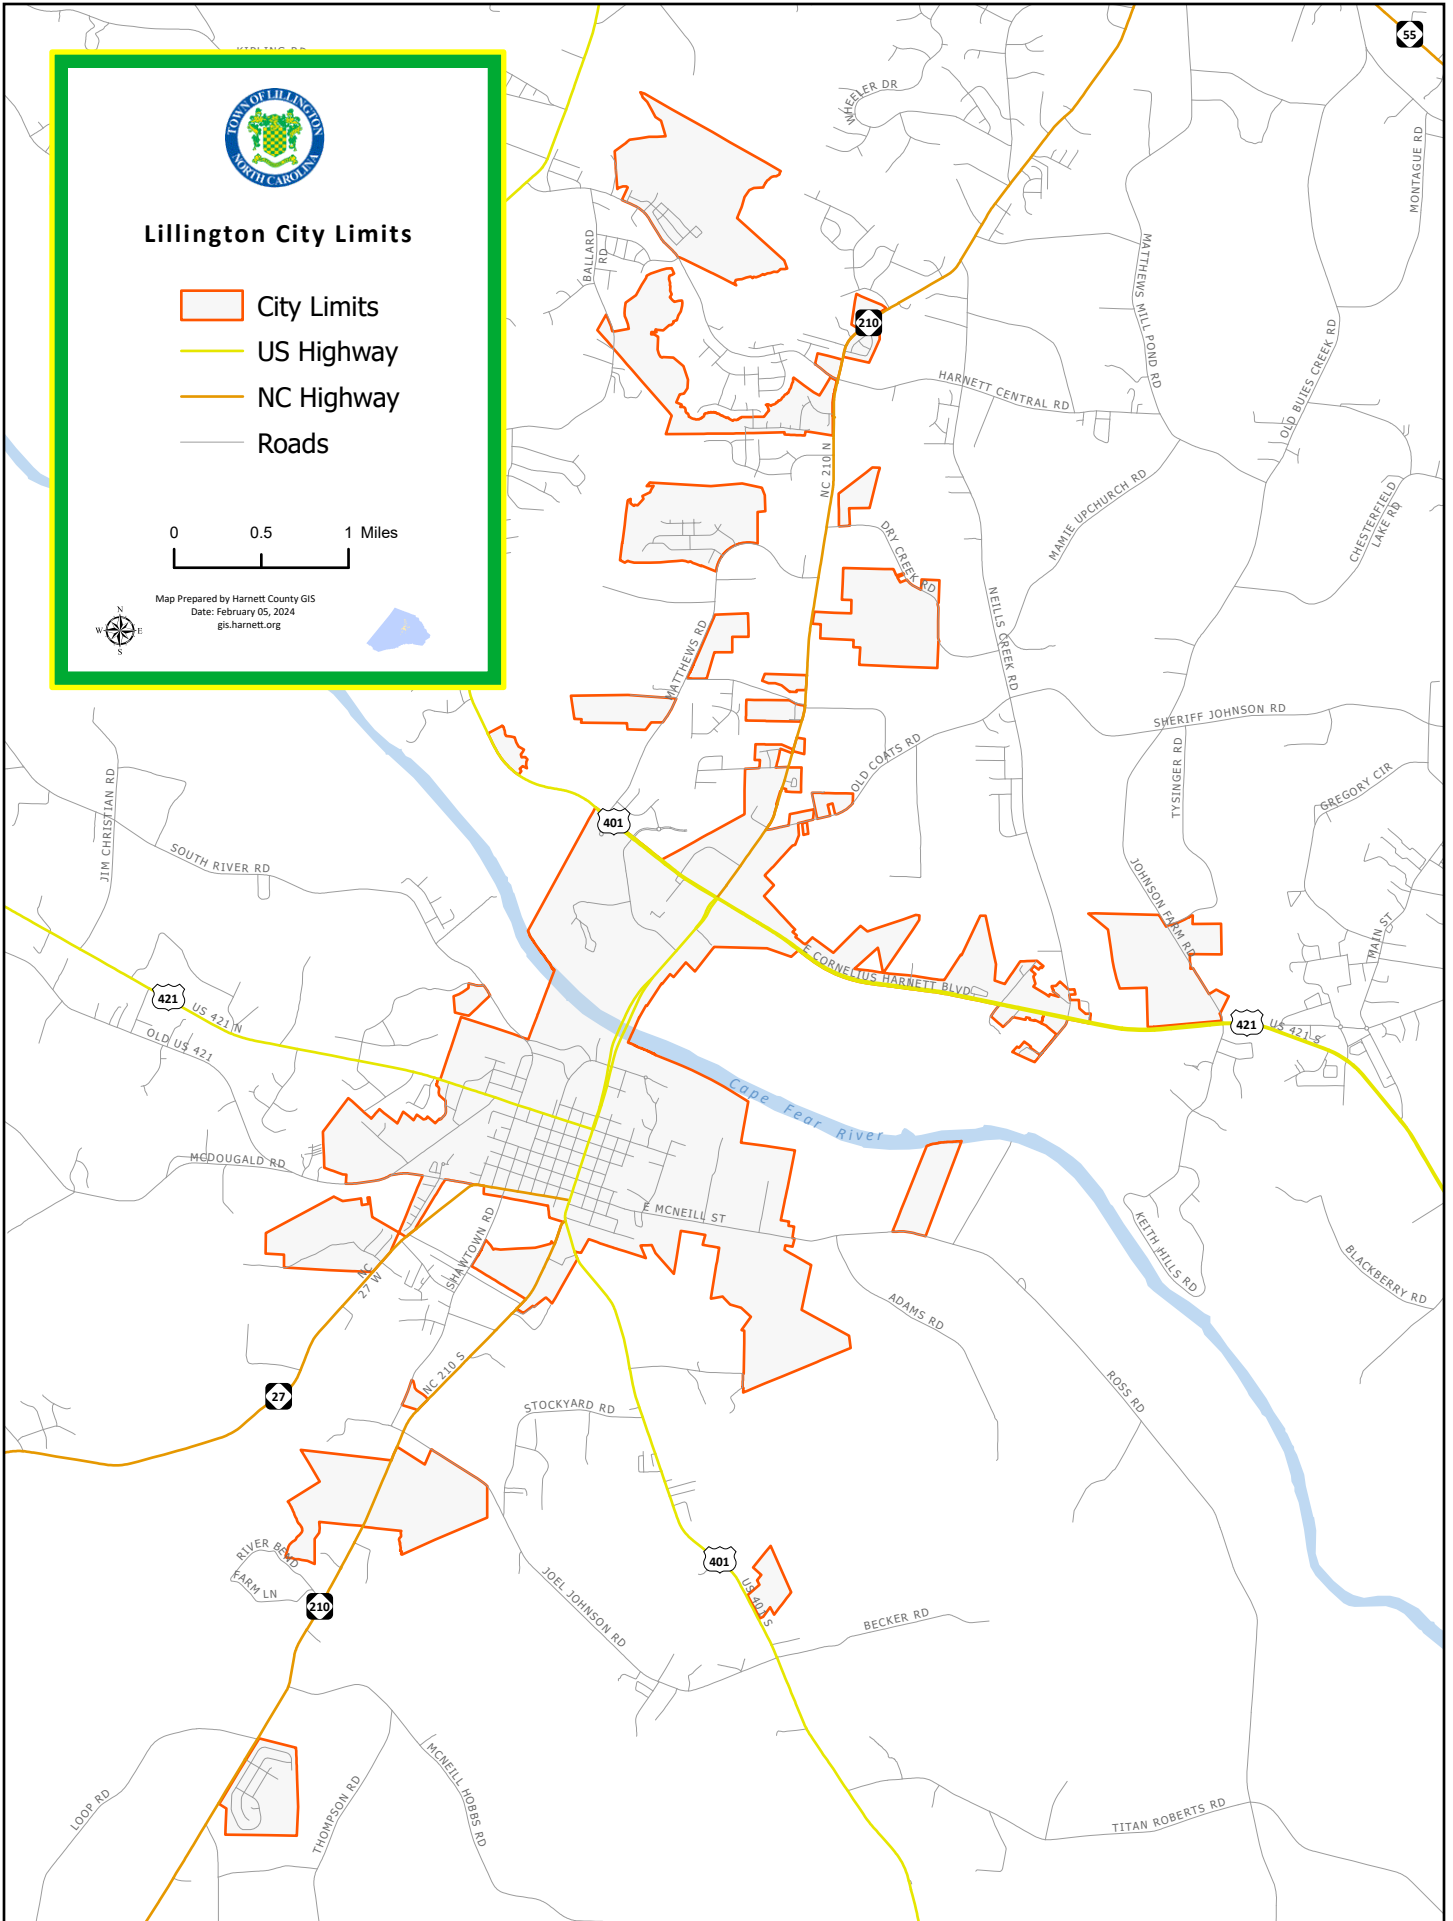 KIPLING RD
TOWN OF LILLINGTON
NORTH CAROLINA
Lillington City Limits
City Limits
US Highway
NC Highway
Roads
0 0.5 1 Miles
Map Prepared by Harnett County GIS
Date: February 05, 2024
gis.harnett.org
N
W E
S
55
WHEELER DR
MONTAGUE RD
BALLARD
RD
MATTHEWS MILL POND RD
210
OLD BUIES CREEK RD
HARNETT CENTRAL RD
NC 210 N
MAMIE UPCHURCH RD
CHESTERFIELD
LAKE RD
DRY CREEK RD
NEILLS CREEK RD
MATTHEWS RD
SHERIFF JOHNSON RD
OLD COATS RD
TYSINGER RD
GREGORY CIR
JIM CHRISTIAN RD
401
SOUTH RIVER RD
JOHNSON FARM RD
MAIN ST
E CORNELIUS HARNETT BLVD
421
US 421 N
OLD US 421
421
US 421 S
Cape Fear River
MCDOUGALD RD
E MCNEILL ST
SHAWTOWN RD
NC
27 W
KEITH HILLS RD
BLACKBERRY RD
ADAMS RD
NC 210 S
27
STOCKYARD RD
ROSS RD
RIVER BEND
FARM LN
210
401
US 401 S
JOEL JOHNSON RD
BECKER RD
LOOP RD
THOMPSON RD
MCNEILL HOBBS RD
TITAN ROBERTS RD